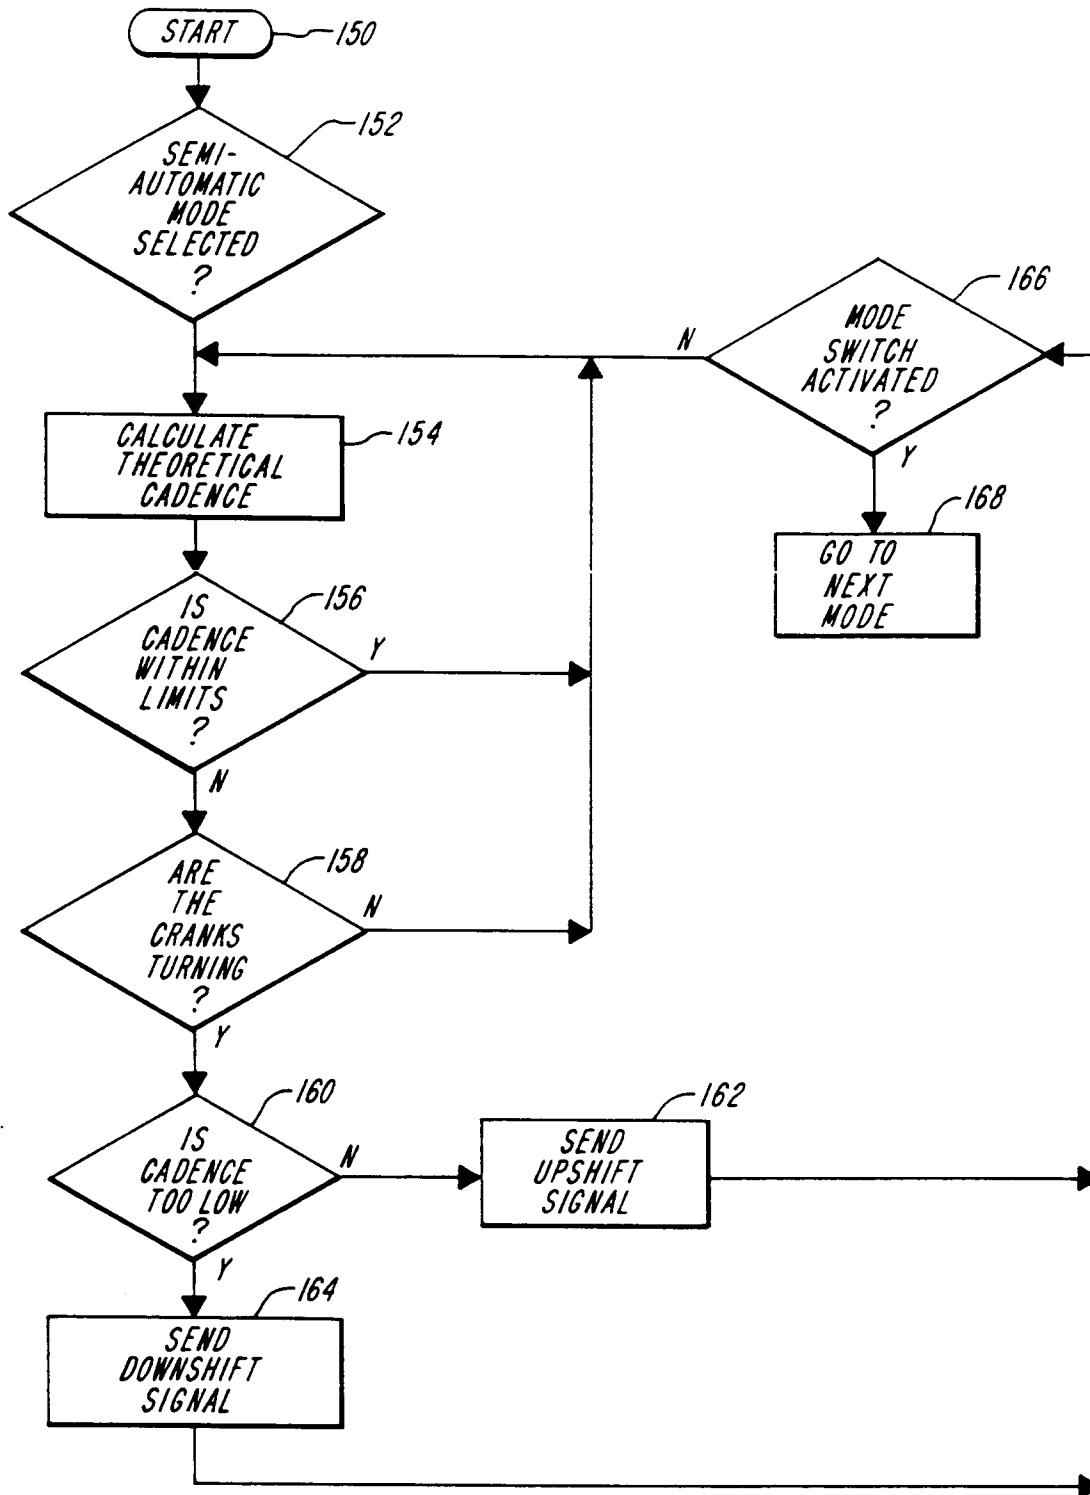 START
150
152
SEMI-
AUTOMATIC
MODE
SELECTED
?
166
MODE
SWITCH
ACTIVATED
?
N
Y
168
GO TO
NEXT
MODE
CALCULATE
THEORETICAL
CADENCE
154
IS
CADENCE
WITHIN
LIMITS
?
156
Y
N
ARE
THE
CRANKS
TURNING
?
158
N
Y
IS
CADENCE
TOO LOW
?
160
N
Y
162
SEND
UPSHIFT
SIGNAL
164
SEND
DOWNSHIFT
SIGNAL